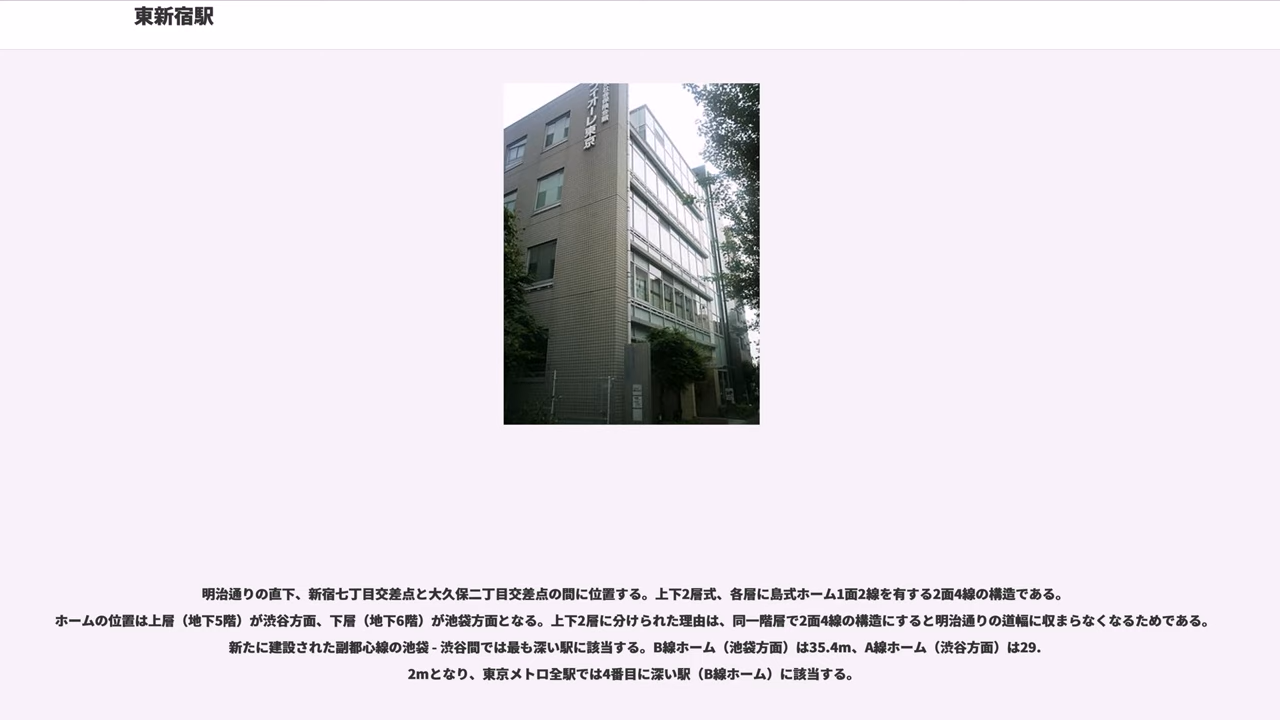 東新宿駅
ヴィオーレ東京
明治通りの直下、新宿七丁目交差点と大久保二丁目交差点の間に位置する。上下2層式、各層に島式ホーム1面2線を有する2面4線の構造である。
ホームの位置は上層（地下5階）が渋谷方面、下層（地下6階）が池袋方面となる。上下2層に分けられた理由は、同一階層で2面4線の構造にすると明治通りの道幅に収まらなくなるためである。
新たに建設された副都心線の池袋 - 渋谷間では最も深い駅に該当する。B線ホーム（池袋方面）は35.4m、A線ホーム（渋谷方面）は29.
2mとなり、東京メトロ全駅では4番目に深い駅（B線ホーム）に該当する。